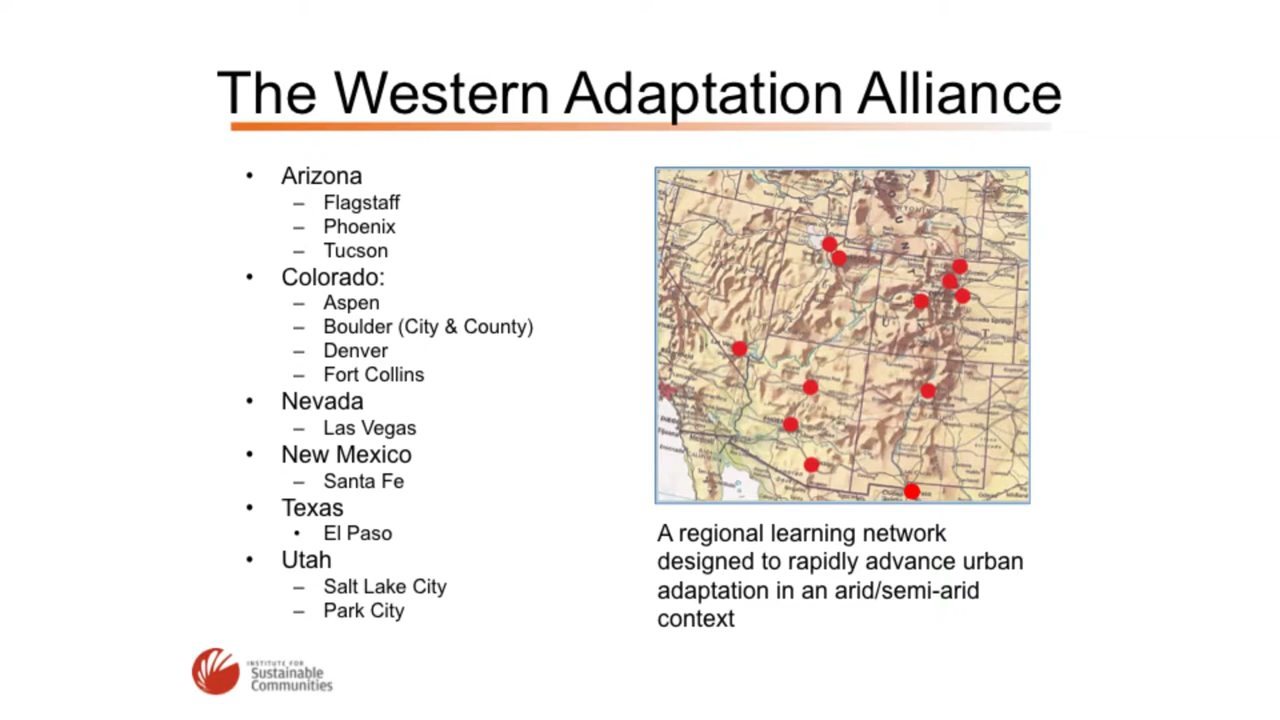 The Western Adaptation Alliance
• Arizona
– Flagstaff
– Phoenix
– Tucson
• Colorado:
– Aspen
– Boulder (City & County)
– Denver
– Fort Collins
• Nevada
– Las Vegas
• New Mexico
– Santa Fe
• Texas
• El Paso
• Utah
– Salt Lake City
– Park City
A regional learning network
designed to rapidly advance urban
adaptation in an arid/semi-arid
context
INSTITUTE FOR
Sustainable
Communities